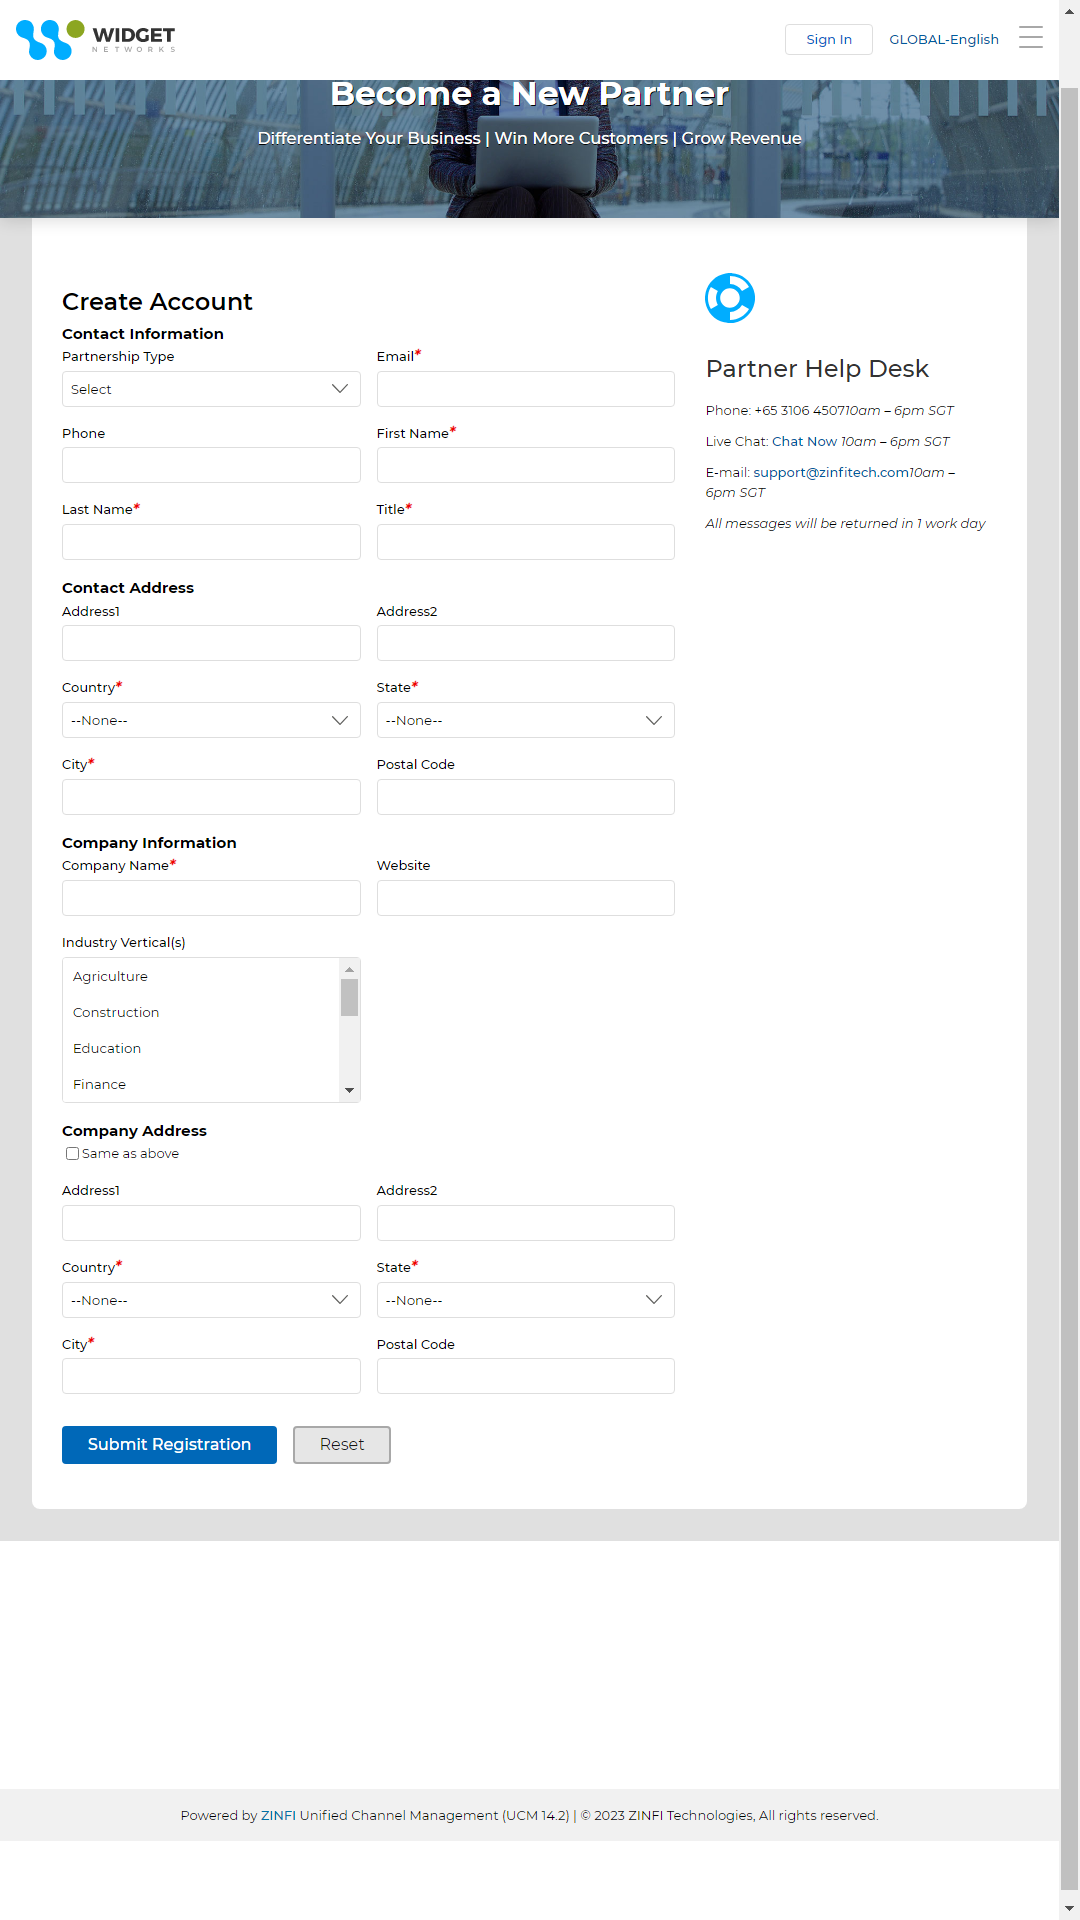 WIDGET
NETWORKS
Sign In
GLOBAL-English
Become a New Partner
Differentiate Your Business | Win More Customers | Grow Revenue
Create Account
Contact Information
Partnership Type
Email*
Select
Phone
First Name*
Last Name*
Title*
Contact Address
Address1
Address2
Country*
State*
--None--
--None--
City*
Postal Code
Company Information
Company Name*
Website
Industry Vertical(s)
Agriculture
Construction
Education
Finance
Company Address
Same as above
Address1
Address2
Country*
State*
--None--
--None--
City*
Postal Code
Submit Registration
Reset
Partner Help Desk
Phone: +65 3106 450710am – 6pm SGT
Live Chat: Chat Now 10am – 6pm SGT
E-mail: support@zinfitech.com10am –
6pm SGT
All messages will be returned in 1 work day
Powered by ZINFI Unified Channel Management (UCM 14.2) | © 2023 ZINFI Technologies, All rights reserved.